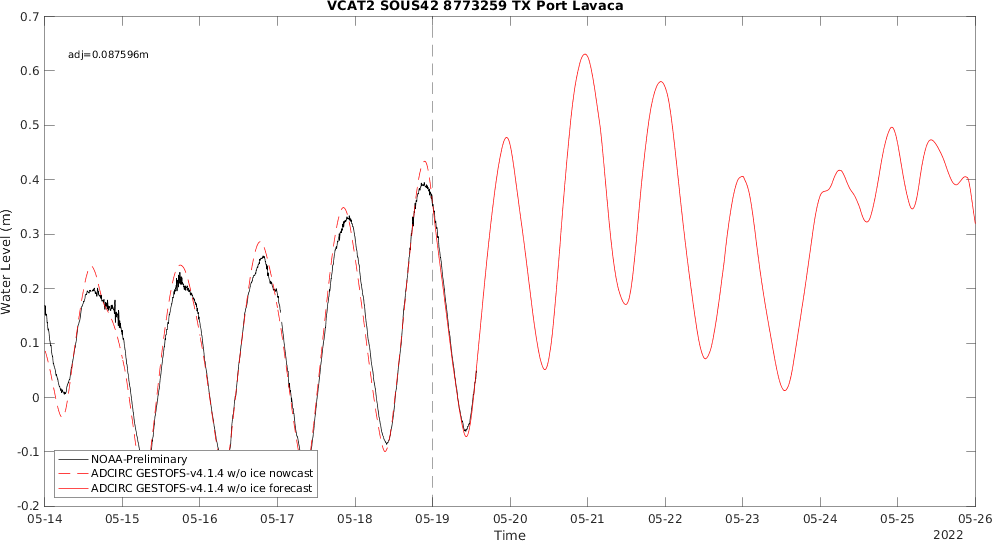 VCAT2 SOUS42 8773259 TX Port Lavaca
adj=0.087596m
0.7
0.6
0.5
0.4
0.3
0.2
0.1
0
-0.1
-0.2
Water Level (m)
NOAA-Preliminary
ADCIRC GESTOFS-v4.1.4 w/o ice nowcast
ADCIRC GESTOFS-v4.1.4 w/o ice forecast
05-14 05-15 05-16 05-17 05-18 05-19 05-20 05-21 05-22 05-23 05-24 05-25 05-26
Time
2022